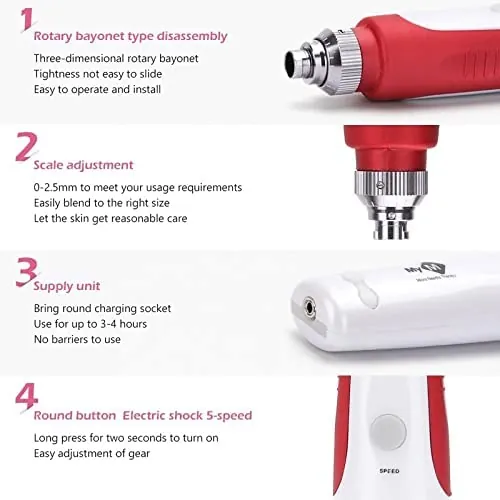 1
Rotary bayonet type disassembly
Three-dimensional rotary bayonet
Tightness not easy to slide
Easy to operate and install
2
Scale adjustment
0-2.5mm to meet your usage requirements
Easily blend to the right size
Let the skin get reasonable care
3
Supply unit
Bring round charging socket
Use for up to 3-4 hours
No barriers to use
My M
4
Round button Electric shock 5-speed
Long press for two seconds to turn on
Easy adjustment of gear
SPEED